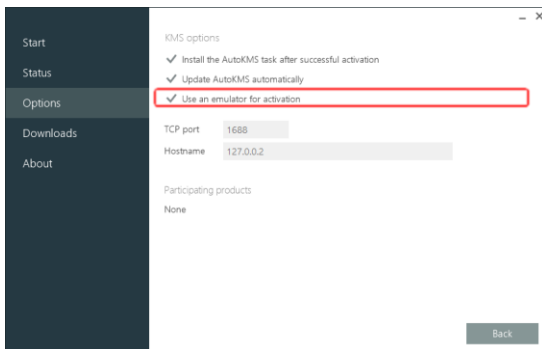 Start
Status
Options
Downloads
About
KMS options
Install the AutoKMS task after successful activation
Update AutoKMS automatically
Use an emulator for activation
TCP port 1688
Hostname 127.0.0.2
Participating products
None
Back